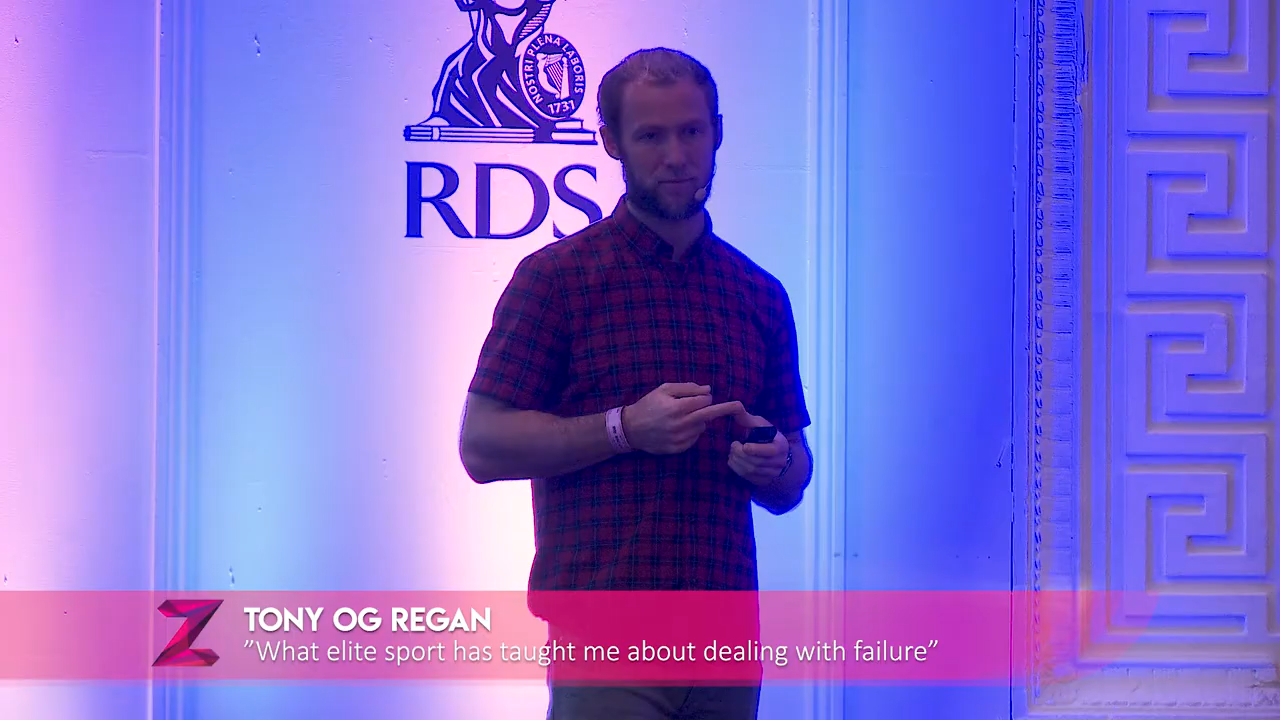 NOSTRI PLENA LABORIS
1731
RDS
TONY OG REGAN
”What elite sport has taught me about dealing with failure”